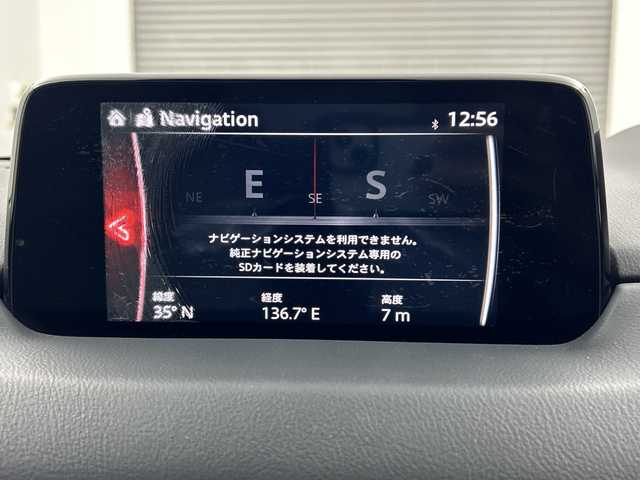 Navigation
12:56
NE E SE S SW
ナビゲーションシステムを利用できません。
純正ナビゲーションシステム専用の
SDカードを装着してください。
緯度 経度 高度
35° N 136.7° E 7 m